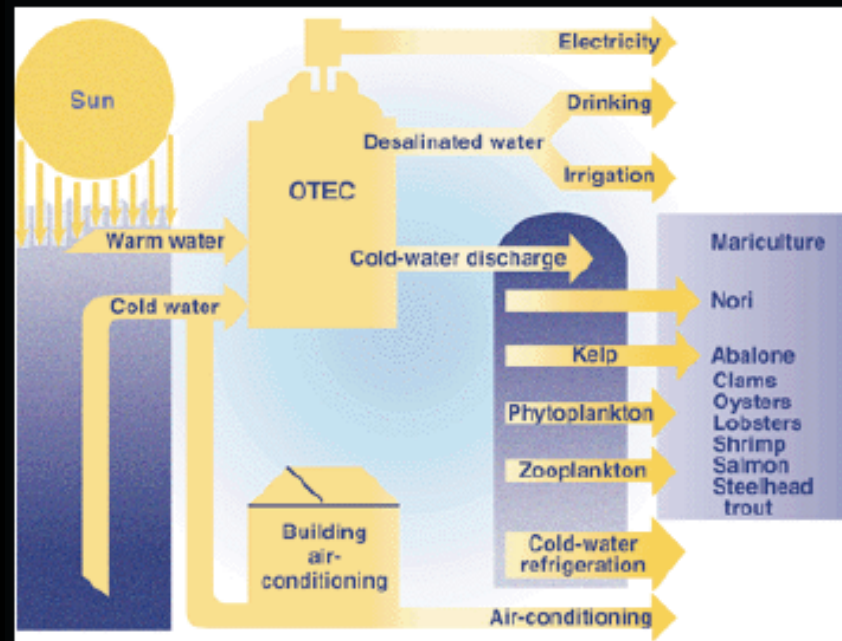 Sun
Warm water
Cold water
OTEC
Electricity
Desalinated water
Drinking
Irrigation
Cold-water discharge
Mariculture
Nori
Kelp
Abalone
Clams
Oysters
Lobsters
Shrimp
Salmon
Steelhead
trout
Phytoplankton
Zooplankton
Cold-water
refrigeration
Building
air-
conditioning
Air-conditioning